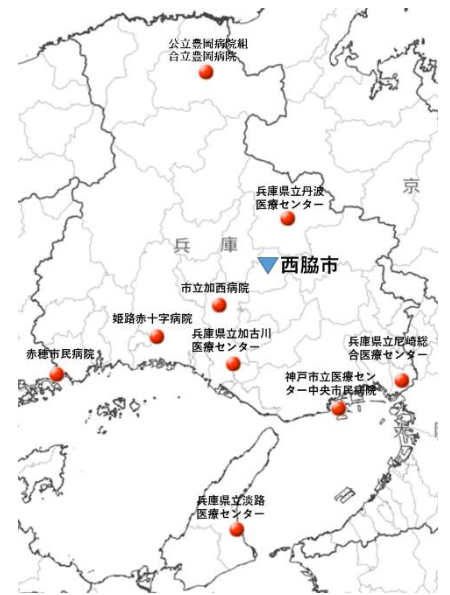 公立豊岡病院組
合立豊岡病院
兵庫県立丹波
医療センター
京
兵 庫
西脇市
市立加西病院
姫路赤十字病院
兵庫県立加古川
医療センター
兵庫県立尼崎総
合医療センター
赤穂市民病院
神戸市立医療セン
ター中央市民病院
兵庫県立淡路
医療センター